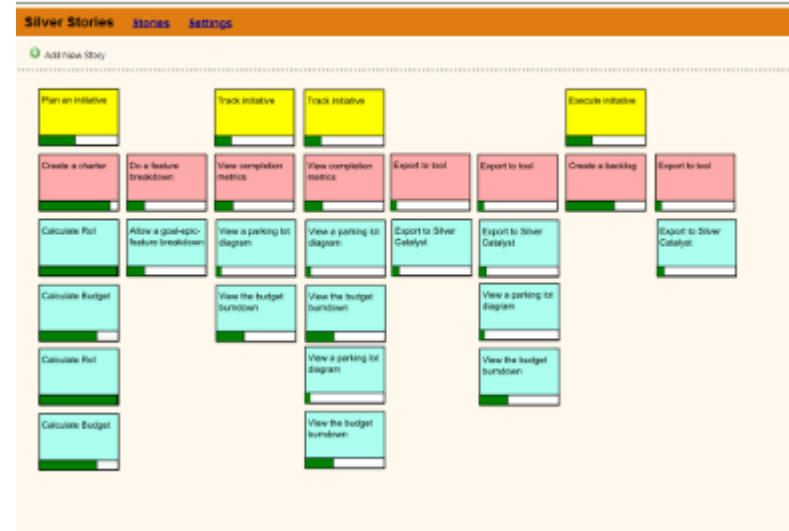 Silver Stories Stories Settings
Add New Story
Plan an initiative
Track initiative
Track initiative
Execute initiative
Create a charter
Do a feature
breakdown
View completion
metrics
View completion
metrics
Export to tool
Export to tool
Create a backlog
Export to tool
Calculate RoI
Allow a goal-epic-
feature breakdown
View a parking lot
diagram
View a parking lot
diagram
Export to Silver
Catalyst
Export to Silver
Catalyst
Export to Silver
Catalyst
Calculate Budget
View the budget
burndown
View the budget
burndown
View a parking lot
diagram
Calculate RoI
View a parking lot
diagram
View the budget
burndown
Calculate Budget
View the budget
burndown